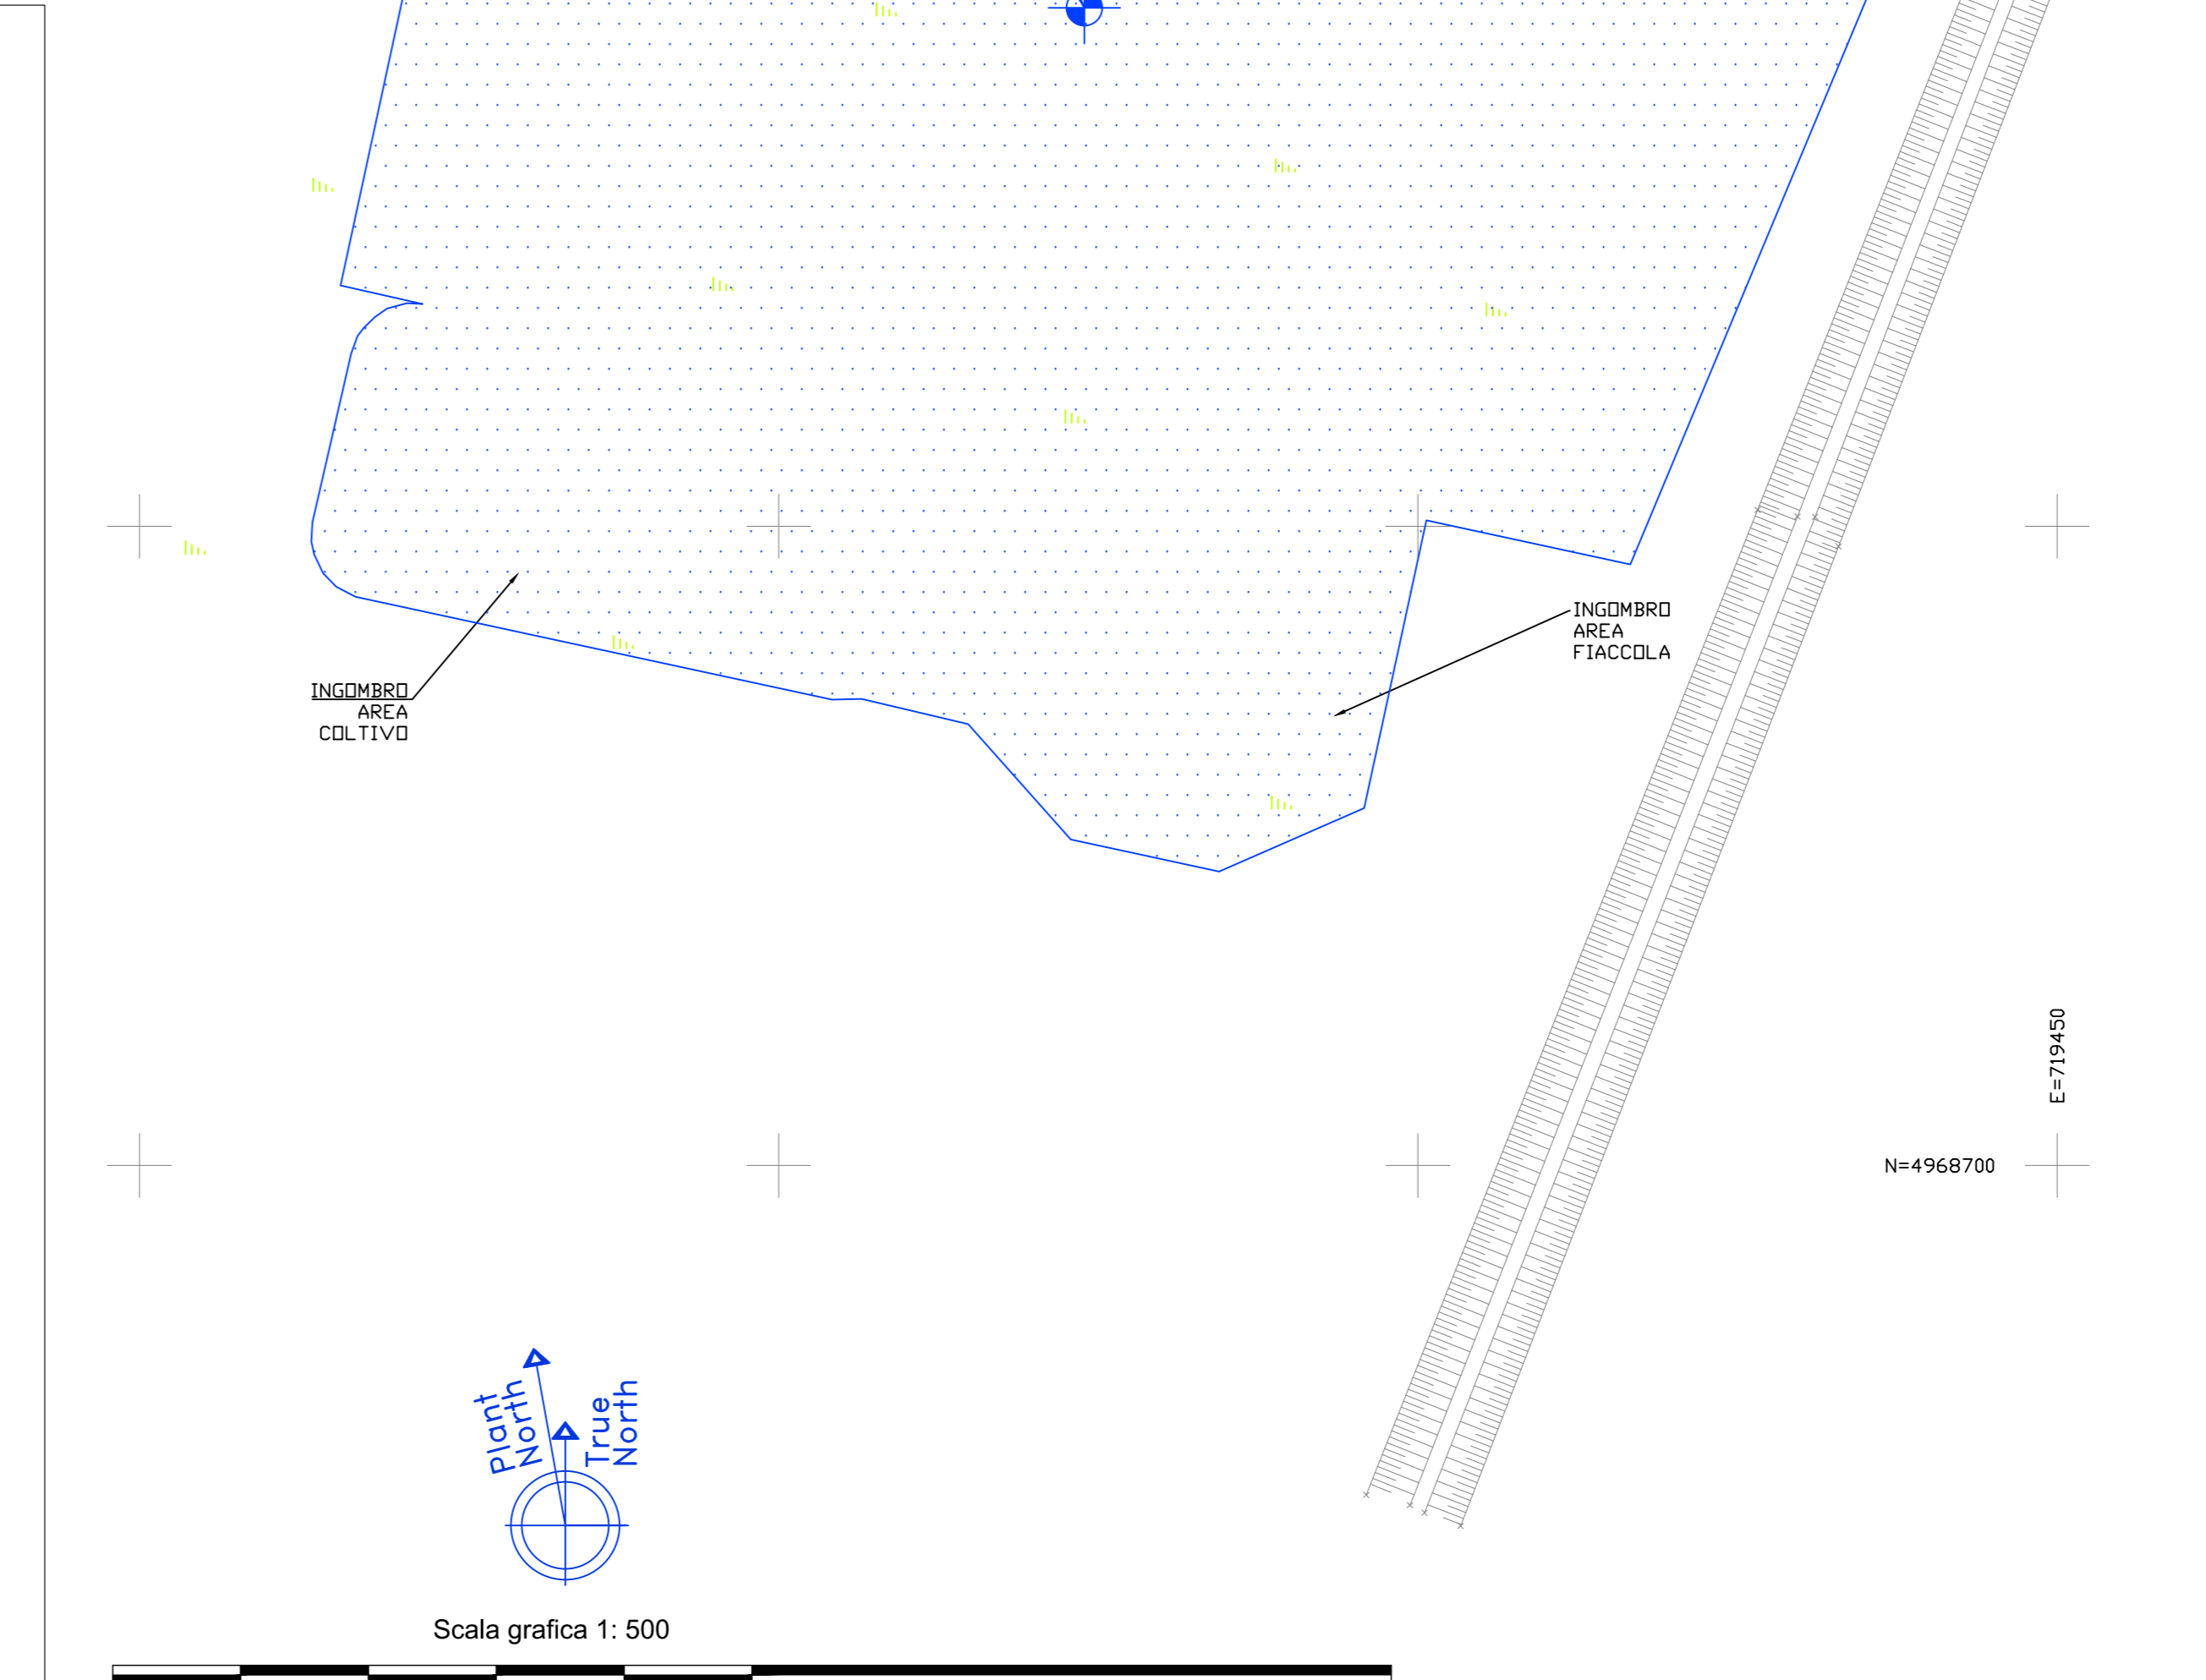 INGOMBRO
AREA
FIACCOLA
INGOMBRO
AREA
COLTIVO
E=719450
N=4968700
Plant
North
True
North
Scala grafica 1: 500